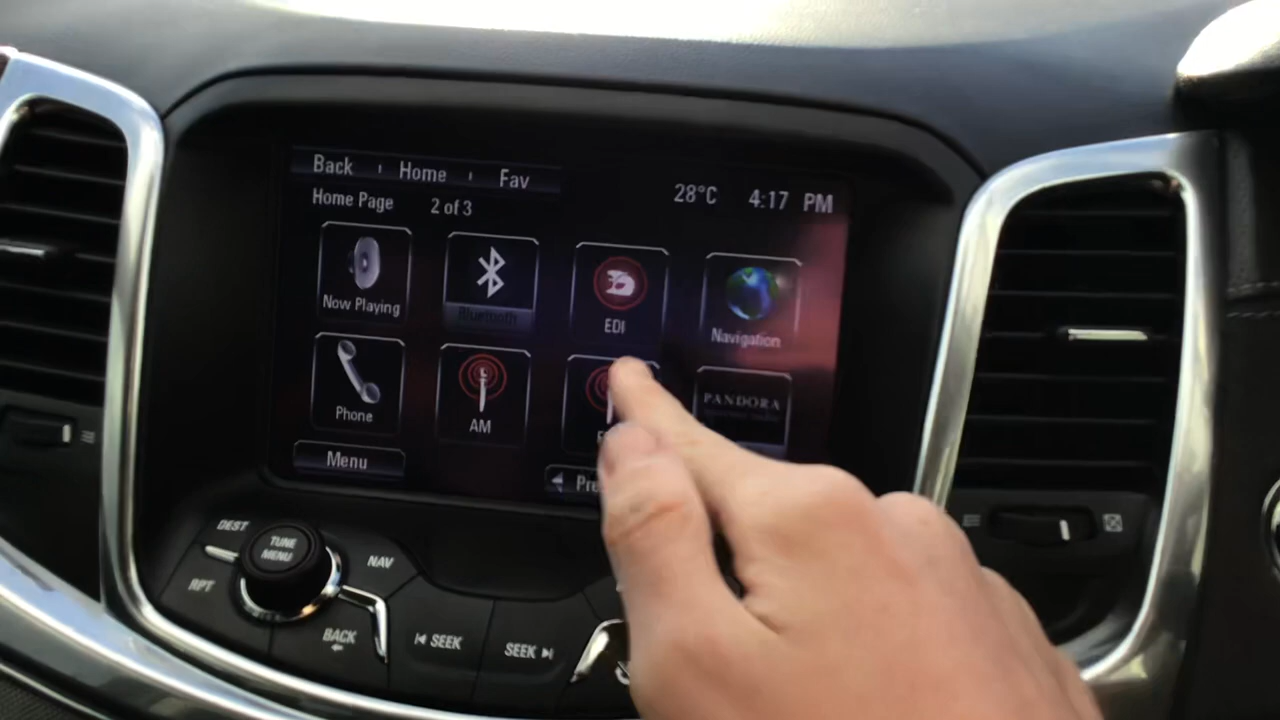 Back Home Fav
28°C 4:17 PM
Home Page 2 of 3
Now Playing Bluetooth EDI Navigation
Phone AM PANDORA
Menu
DEST
TUNE
MENU
NAV
RPT
BACK
SEEK SEEK